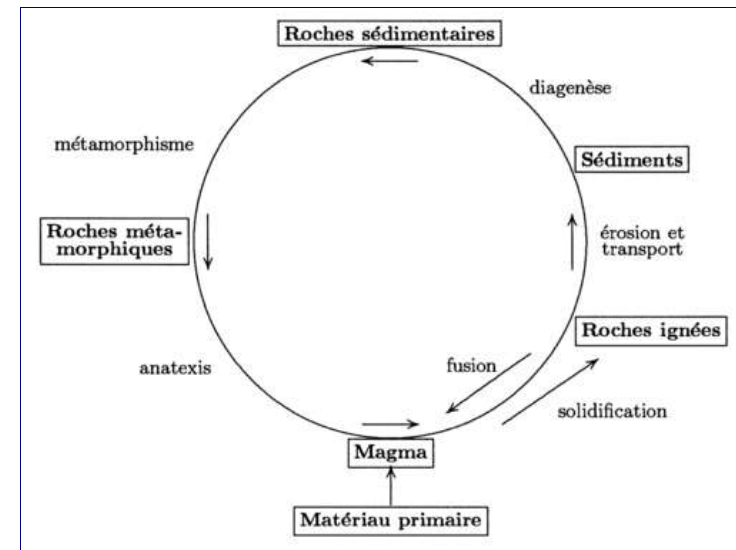 Roches sédimentaires
diagenèse
métamorphisme
Sédiments
Roches méta-
morphiques
érosion et
transport
Roches ignées
anatexis
fusion
solidification
Magma
Matériau primaire